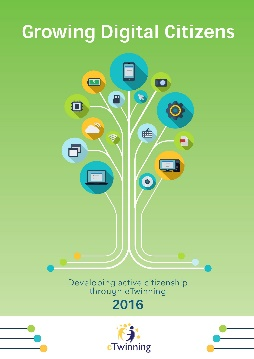 Growing Digital Citizens
Developing active citizenship
through eTwinning
2016
eTwinning